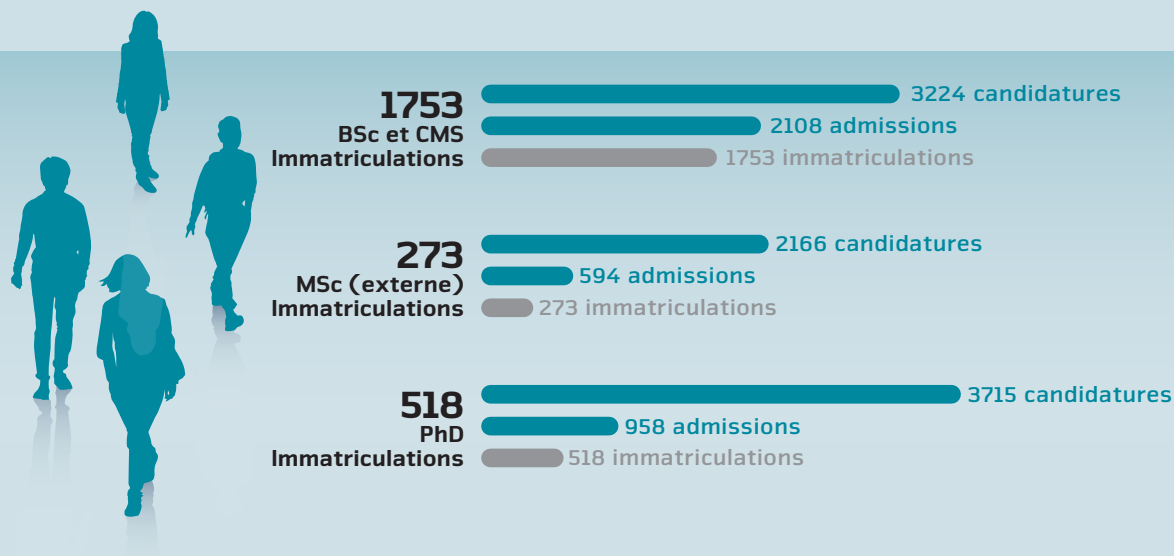 1753
BSc et CMS
Immatriculations
3224 candidatures
2108 admissions
1753 immatriculations
273
MSc (externe)
Immatriculations
2166 candidatures
594 admissions
273 immatriculations
518
PhD
Immatriculations
3715 candidatures
958 admissions
518 immatriculations